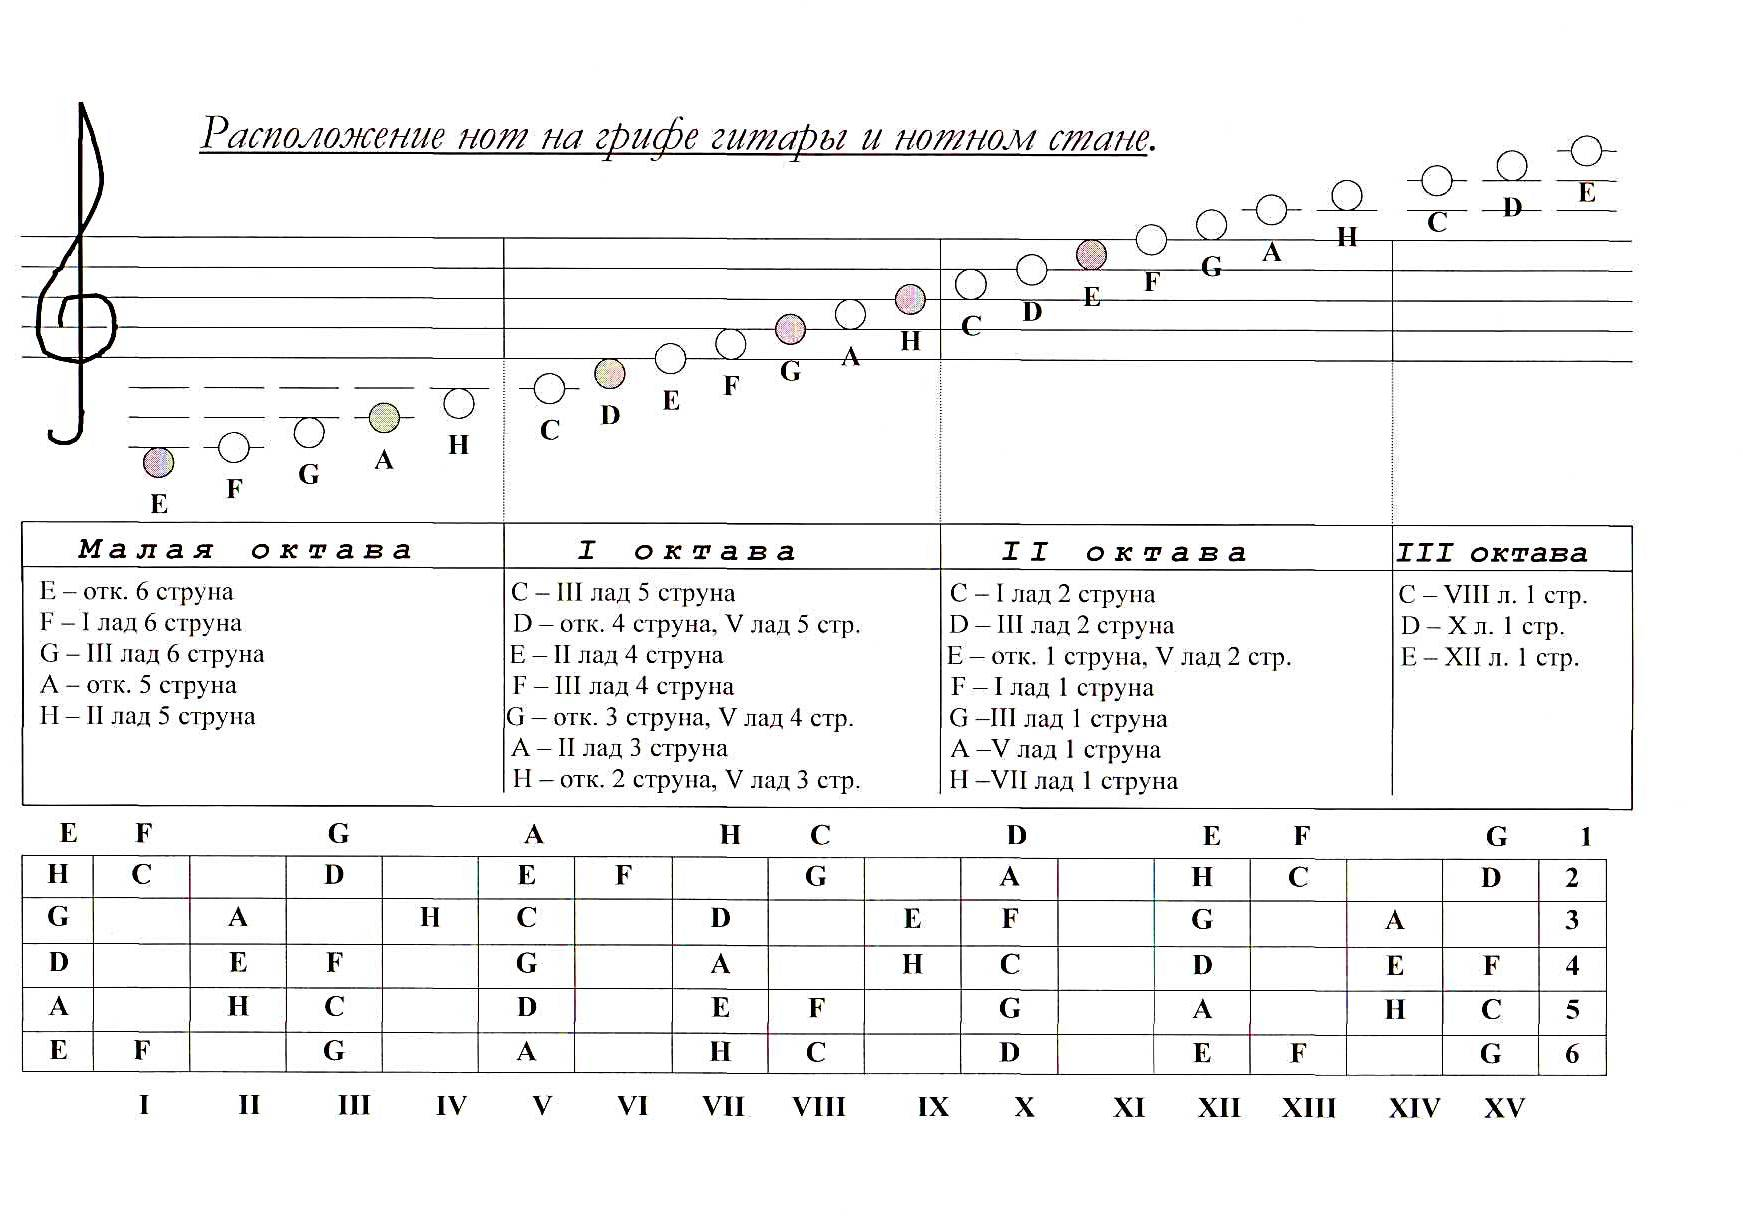 Расположение нот на грифе гитары и нотном стане.
E F G A H C D E F G A H C D E F G A H C D E
Малая октава I октава II октава III октава
E – отк. 6 струна C – III лад 5 струна C – I лад 2 струна C – VIII л. 1 стр.
F – I лад 6 струна D – отк. 4 струна, V лад 5 стр. D – III лад 2 струна D – X л. 1 стр.
G – III лад 6 струна E – II лад 4 струна E – отк. 1 струна, V лад 2 стр. E – XII л. 1 стр.
A – отк. 5 струна F – III лад 4 струна F – I лад 1 струна
H – II лад 5 струна G – отк. 3 струна, V лад 4 стр. G –III лад 1 струна
A – II лад 3 струна A –V лад 1 струна
H – отк. 2 струна, V лад 3 стр. H –VII лад 1 струна
E F G A H C D E F G 1
H C D E F G A H C D 2
G A H C D E F G A 3
D E F G A H C D E F 4
A H C D E F G A H C 5
E F G A H C D E F G 6
I II III IV V VI VII VIII IX X XI XII XIII XIV XV